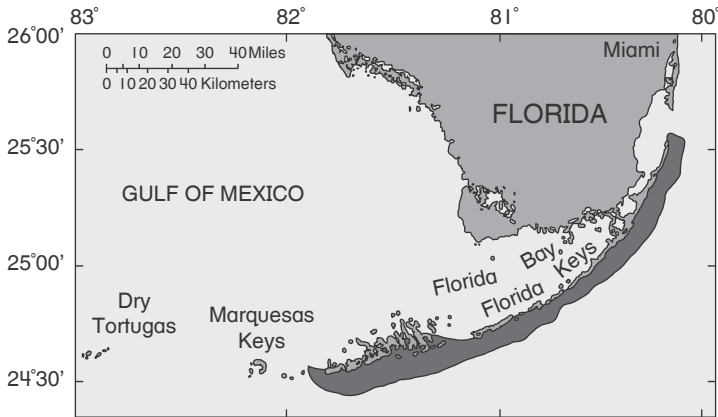 83°
82°
81°
80°
26°00'
0 10 20 30 40 Miles
0 10 20 30 40 Kilometers
Miami
FLORIDA
25°30'
GULF OF MEXICO
25°00'
Florida Bay
Florida Keys
Dry
Tortugas
Marquesas
Keys
24°30'